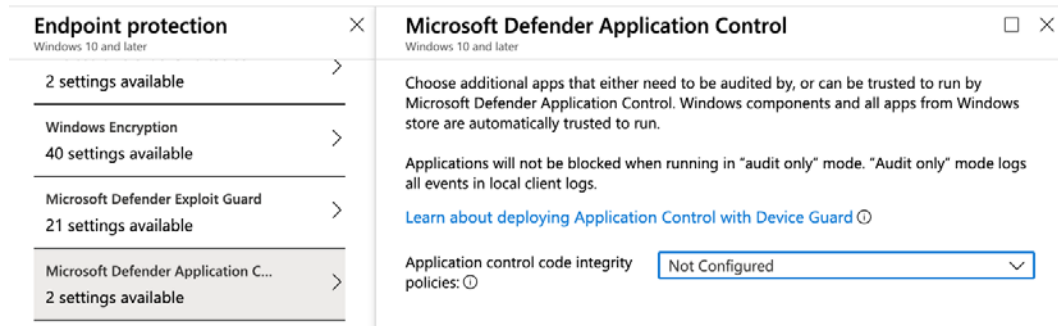 Endpoint protection
Windows 10 and later
2 settings available
Windows Encryption
40 settings available
Microsoft Defender Exploit Guard
21 settings available
Microsoft Defender Application C...
2 settings available
Microsoft Defender Application Control
Windows 10 and later
Choose additional apps that either need to be audited by, or can be trusted to run by
Microsoft Defender Application Control. Windows components and all apps from Windows
store are automatically trusted to run.
Applications will not be blocked when running in “audit only” mode. “Audit only” mode logs
all events in local client logs.
Learn about deploying Application Control with Device Guard
Application control code integrity
policies:
Not Configured